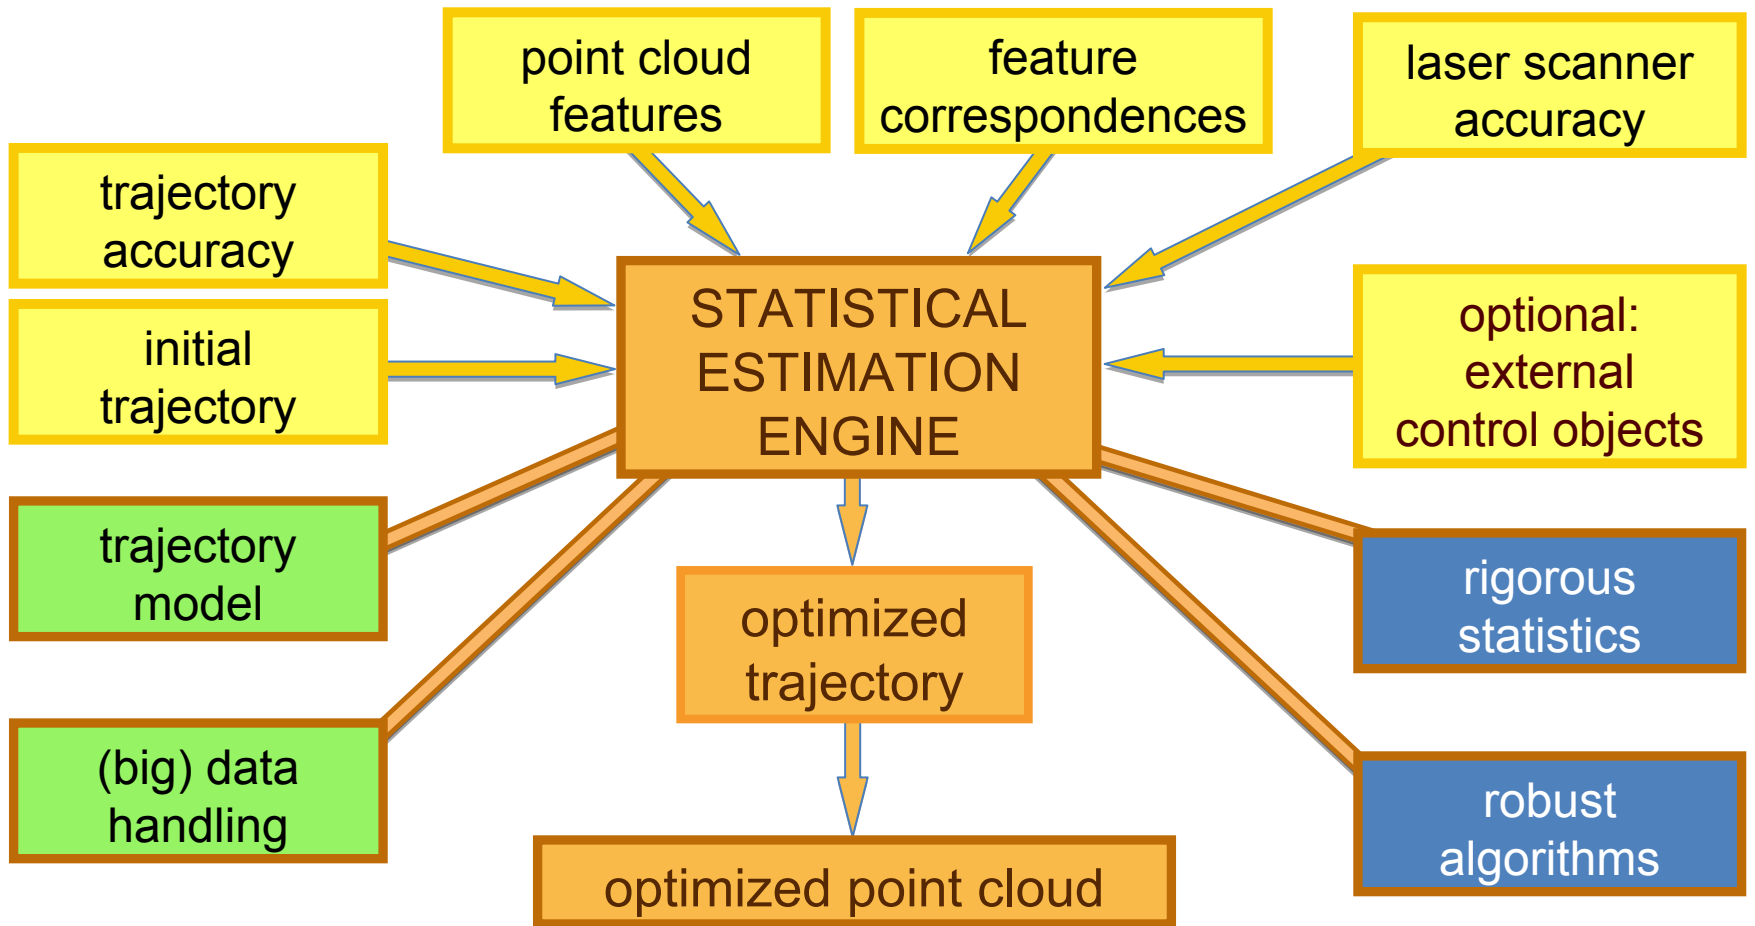 point cloud
features
feature
correspondences
laser scanner
accuracy
trajectory
accuracy
initial
trajectory
STATISTICAL
ESTIMATION
ENGINE
optional:
external
control objects
trajectory
model
optimized
trajectory
rigorous
statistics
(big) data
handling
robust
algorithms
optimized point cloud